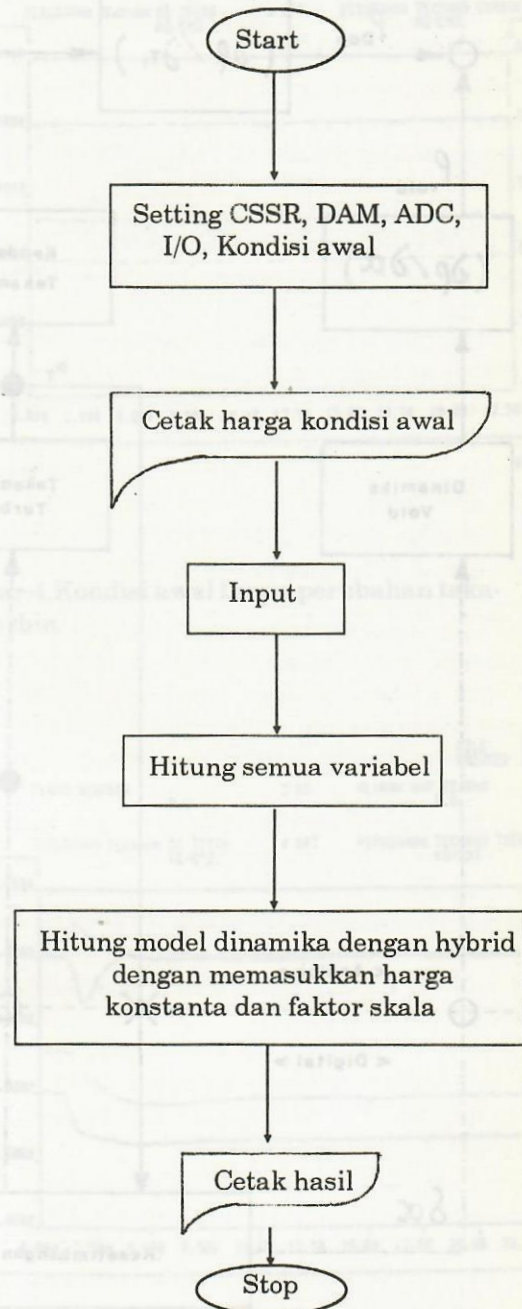 Start
Setting CSSR, DAM, ADC,
I/O, Kondisi awal
Cetak harga kondisi awal
Input
Hitung semua variabel
Hitung model dinamika dengan hybrid
dengan memasukkan harga
konstanta dan faktor skala
Cetak hasil
Stop